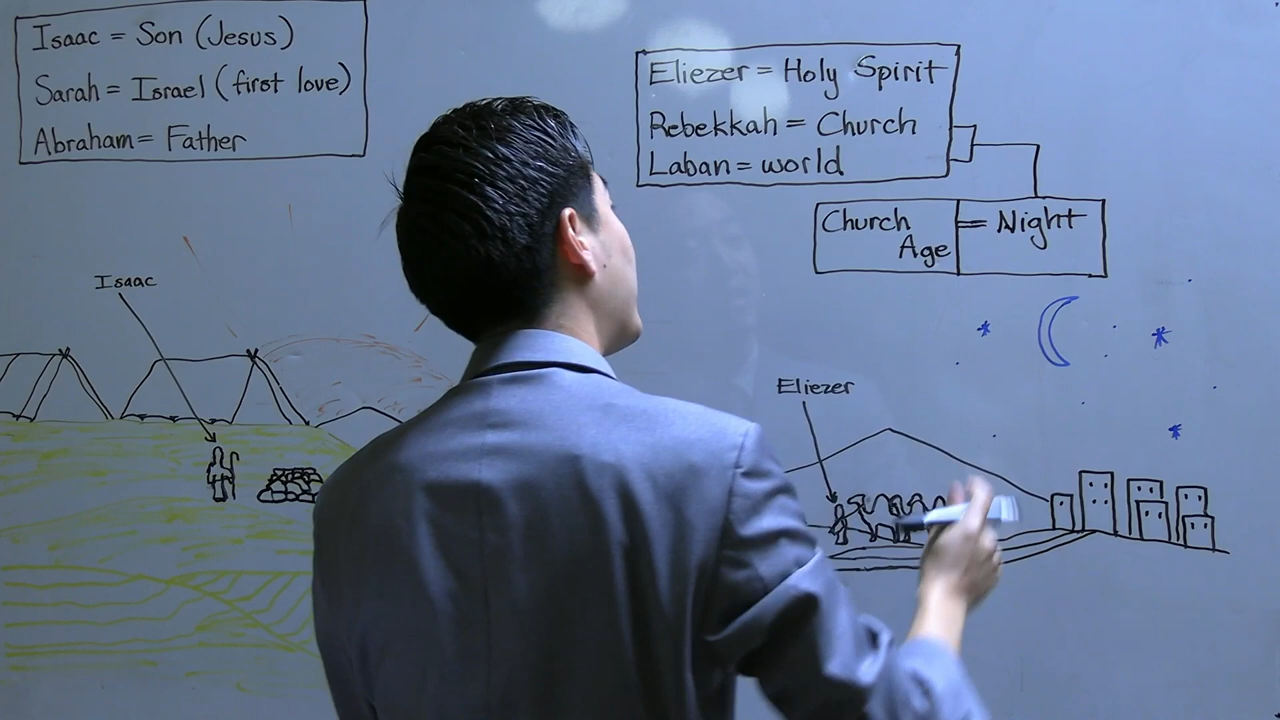 Isaac = Son (Jesus)
Sarah = Israel (first love)
Abraham = Father
Eliezer = Holy Spirit
Rebekkah = Church
Laban = world
Church Age = Night
Isaac
Eliezer